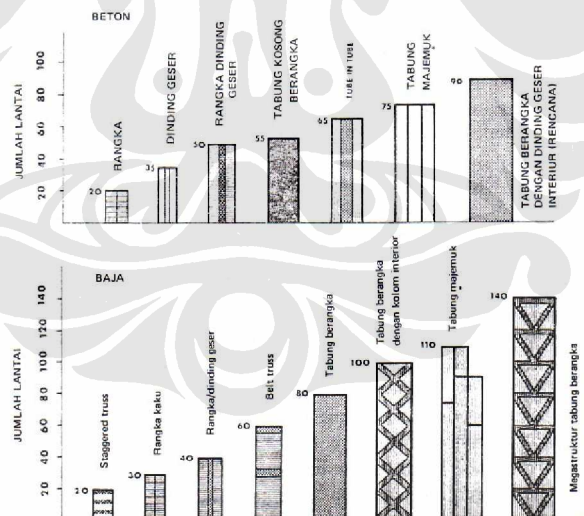 BETON
JUMLAH LANTAI
100
80
60
40
20
20
RANGKA
35
DINDING GESER
50
RANGKA DINDING
GESER
55
TABUNG KOSONG
BERANGKA
65
TUBE IN TUBE
75
TABUNG
MAJEMUK
90
TABUNG BERANGKA
DENGAN DINDING GESER
INTERIUR (RENCANA)
BAJA
JUMLAH LANTAI
140
120
100
80
60
40
20
Staggered truss
30
Rangka kaku
40
Rangka/dinding geser
60
Belt truss
80
Tabung berangka
100
Tabung berangka
dengan kolom interior
110
Tabung majemuk
140
Megastruktur tabung berangka